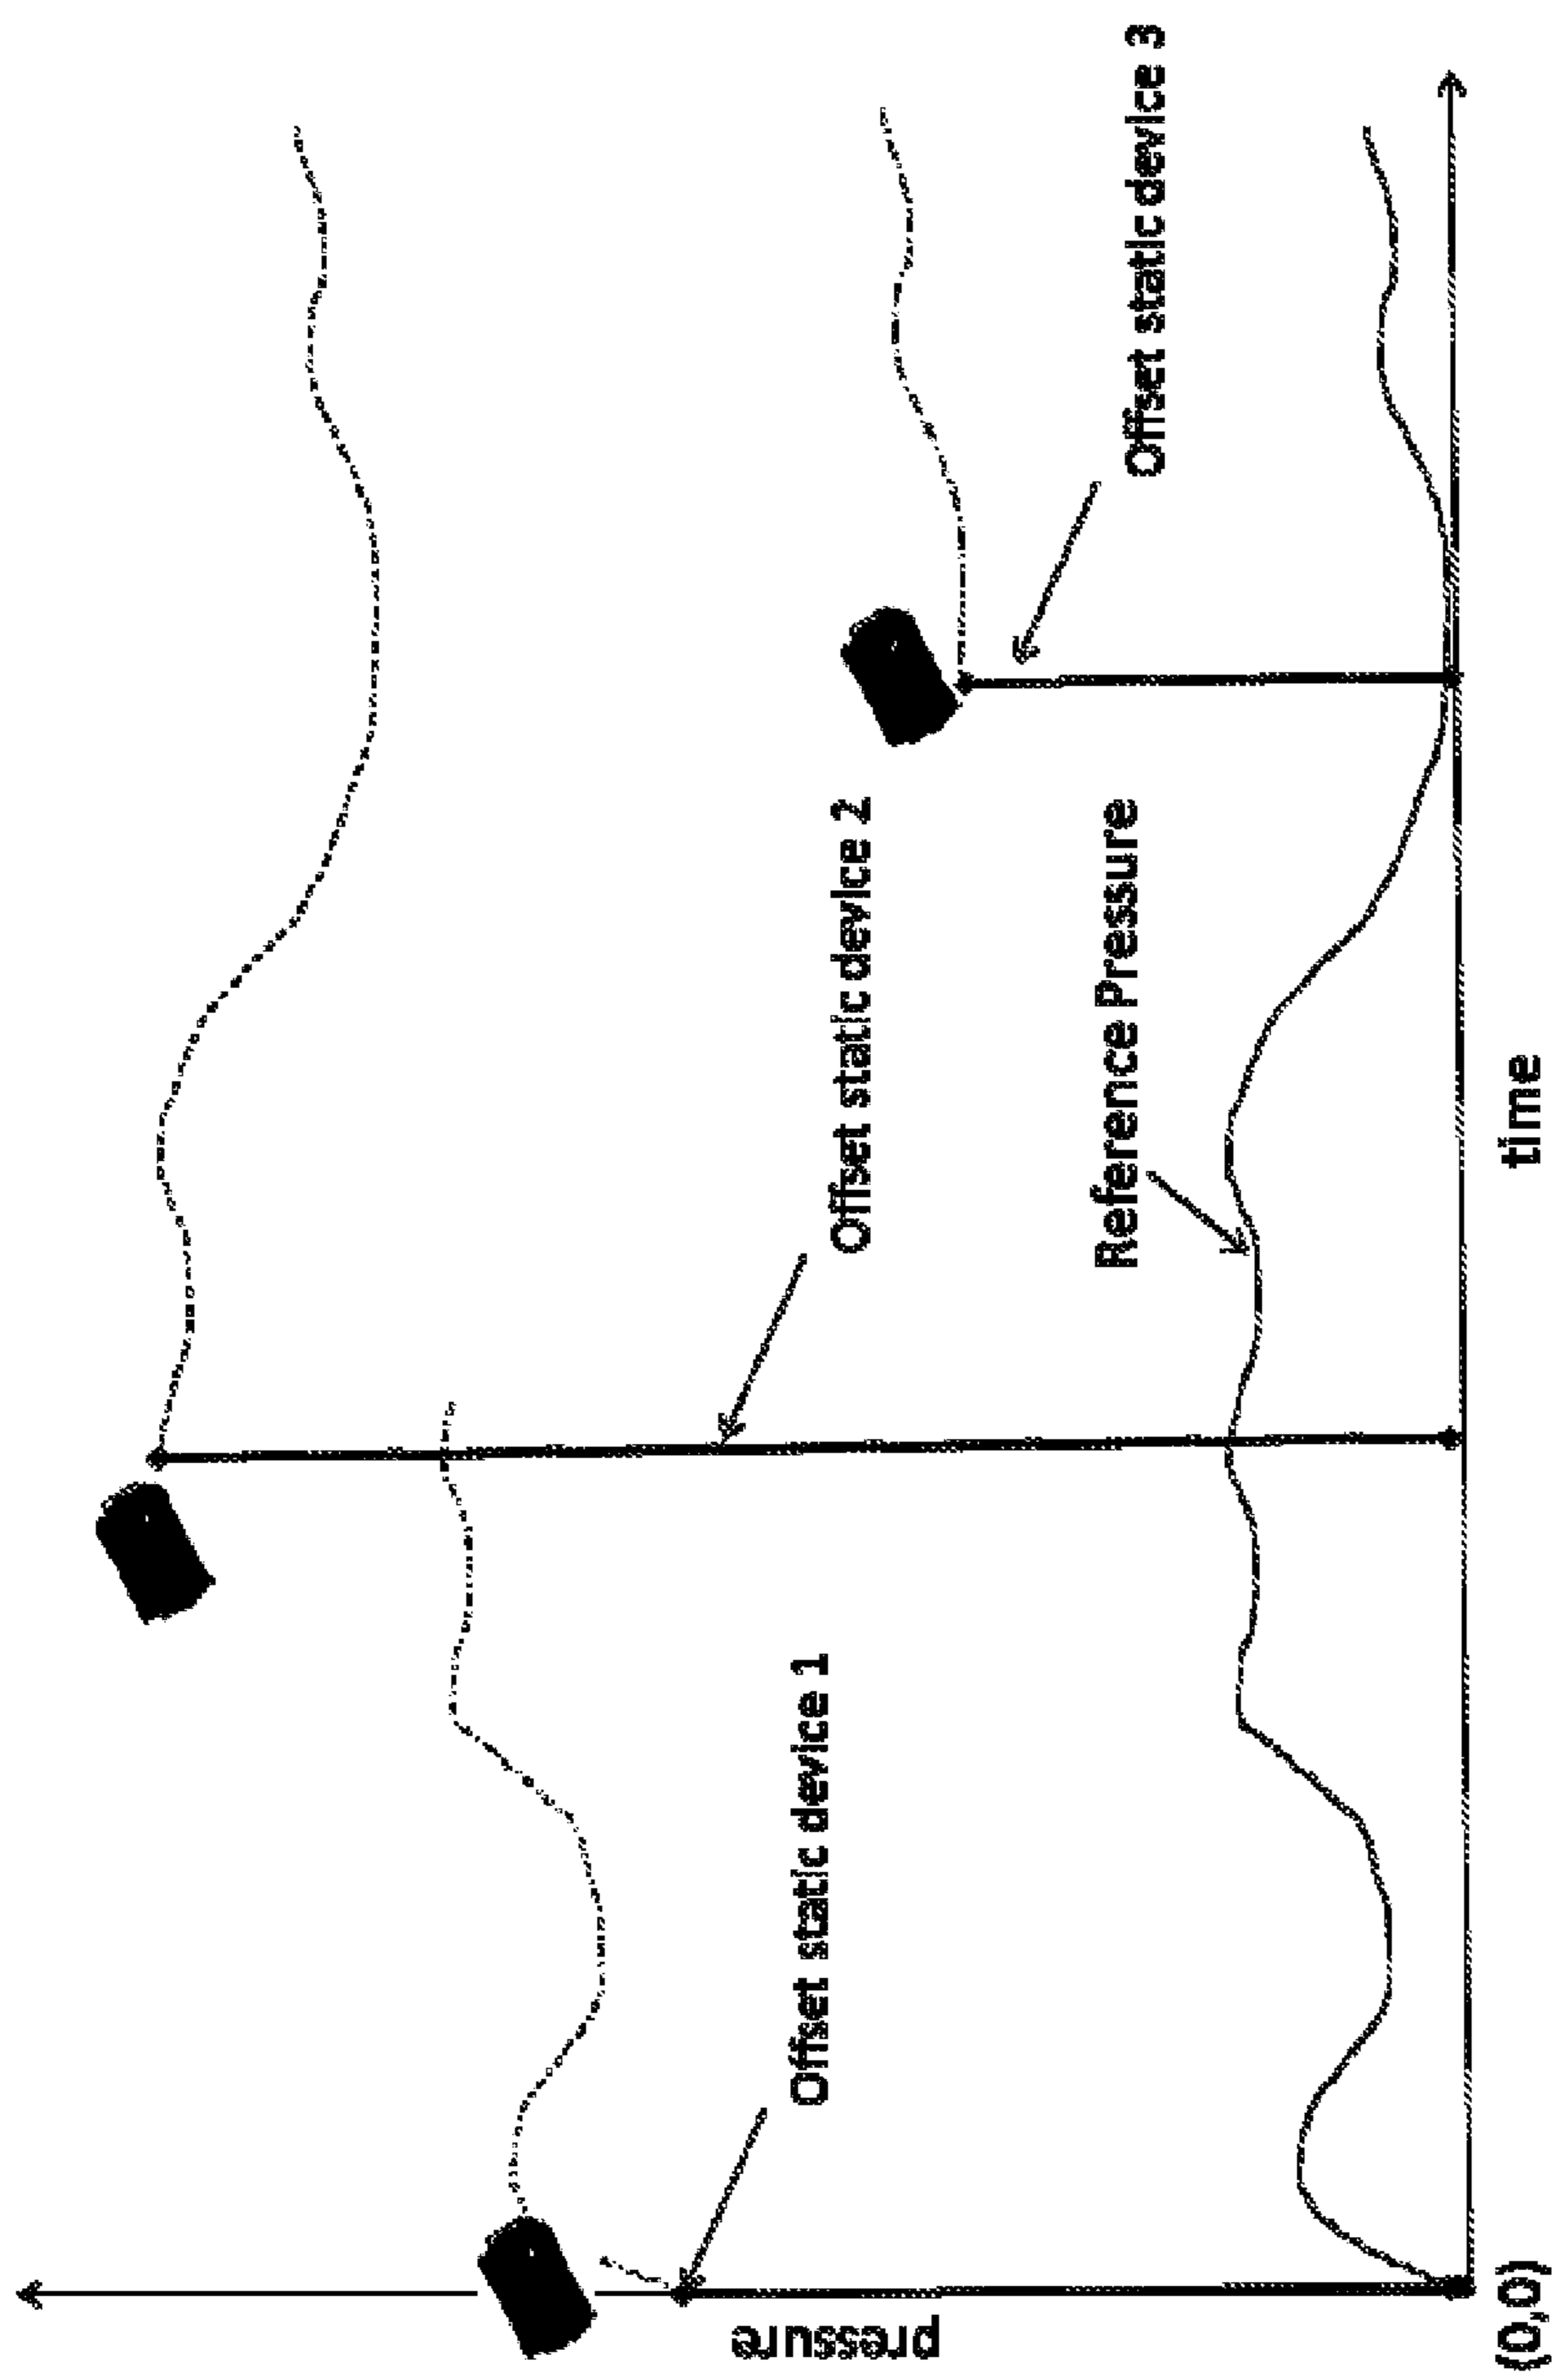 pressure
Offset static device 1
Offset static device 2
Reference Pressure
Offset static device 3
time
(0,0)